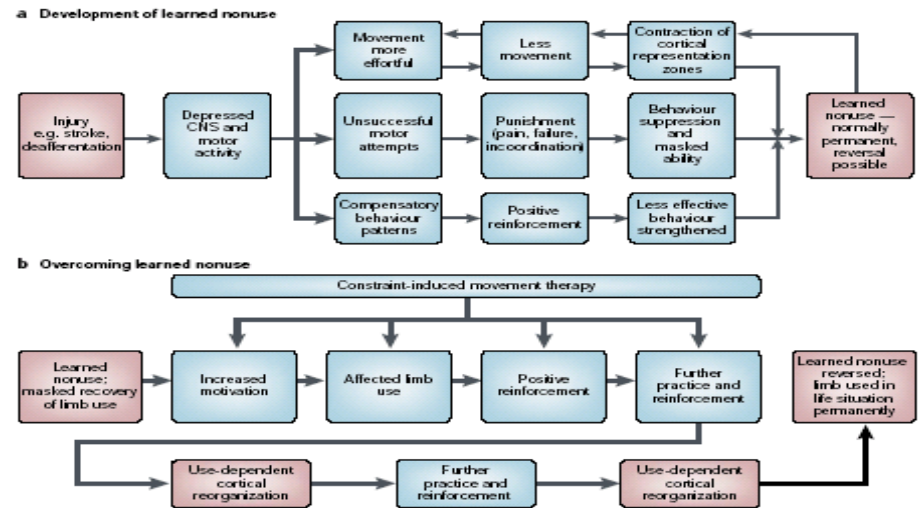 a Development of learned nonuse
Movement
more
effortful
Less
movement
Contraction of
cortical
representation
zones
Injury
e.g. stroke,
deafferentation
Depressed
CNS and
motor
activity
Unsuccessful
motor
attempts
Punishment
(pain, failure,
incoordination)
Behaviour
suppression
and
masked
ability
Learned
nonuse —
normally
permanent,
reversal
possible
Compensatory
behaviour
patterns
Positive
reinforcement
Less effective
behaviour
strengthened
b Overcoming learned nonuse
Constraint-induced movement therapy
Learned
nonuse;
masked recovery
of limb use
Increased
motivation
Affected limb
use
Positive
reinforcement
Further
practice and
reinforcement
Learned nonuse
reversed;
limb used in
life situation
permanently
Use-dependent
cortical
reorganization
Further
practice and
reinforcement
Use-dependent
cortical
reorganization